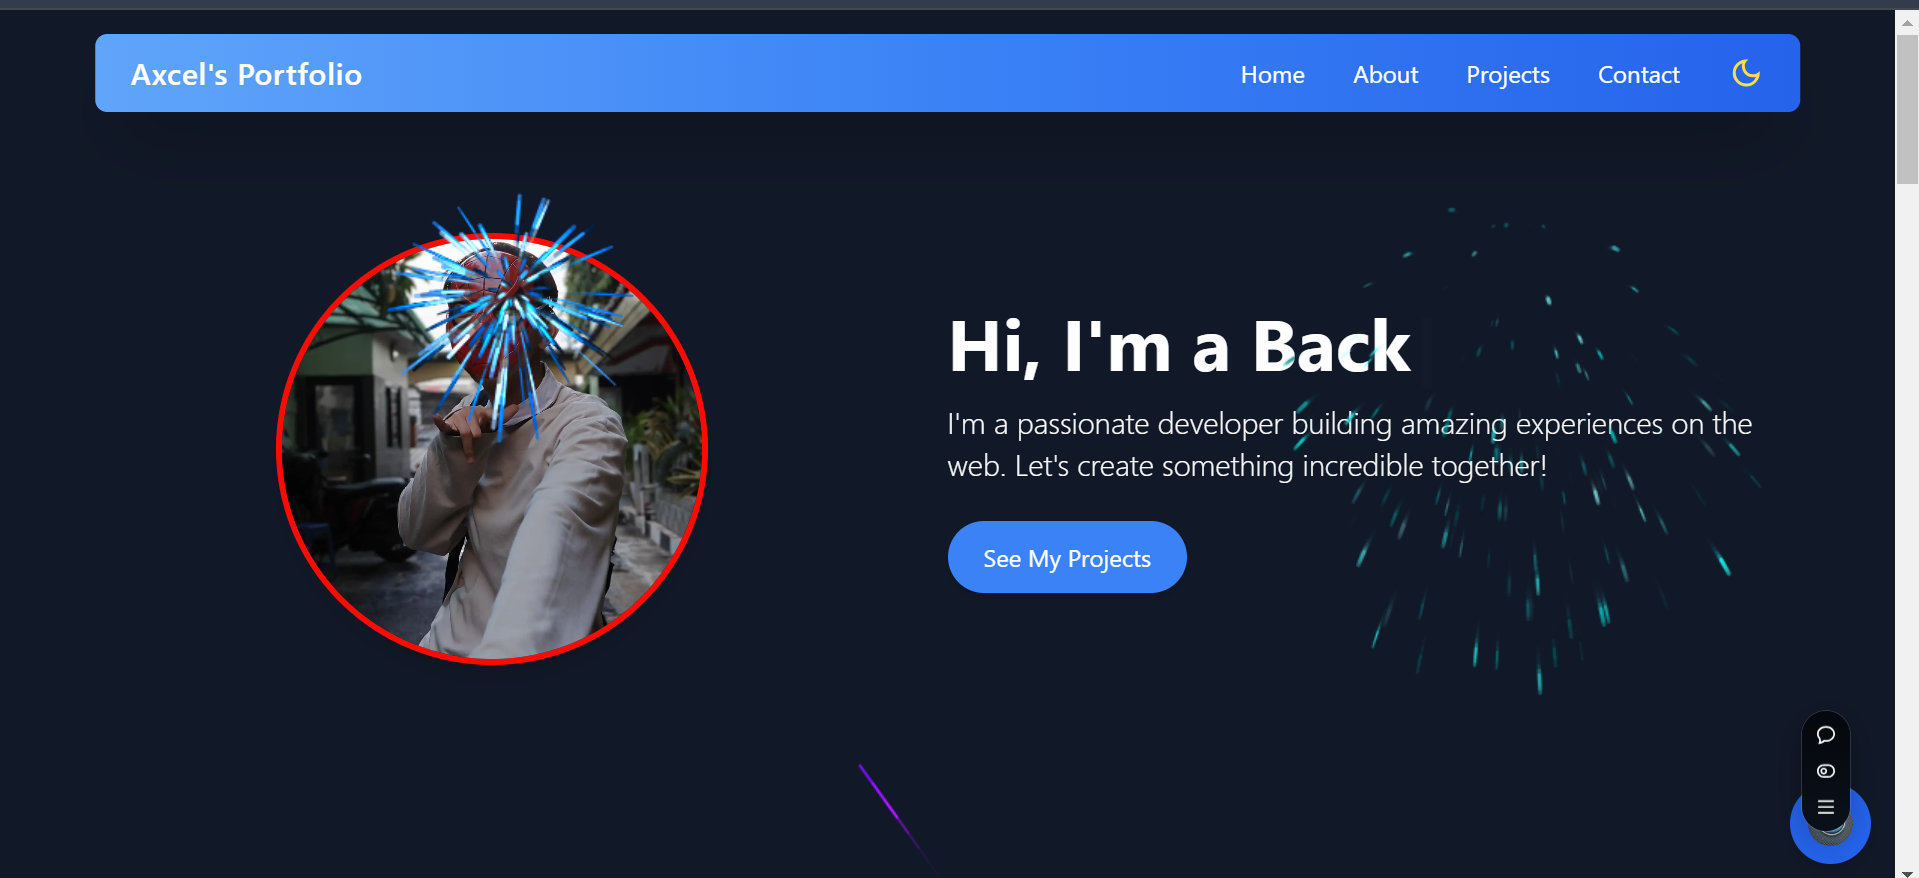 Axcel's Portfolio
Home About Projects Contact
Hi, I'm a Back
I'm a passionate developer building amazing experiences on the
web. Let's create something incredible together!
See My Projects